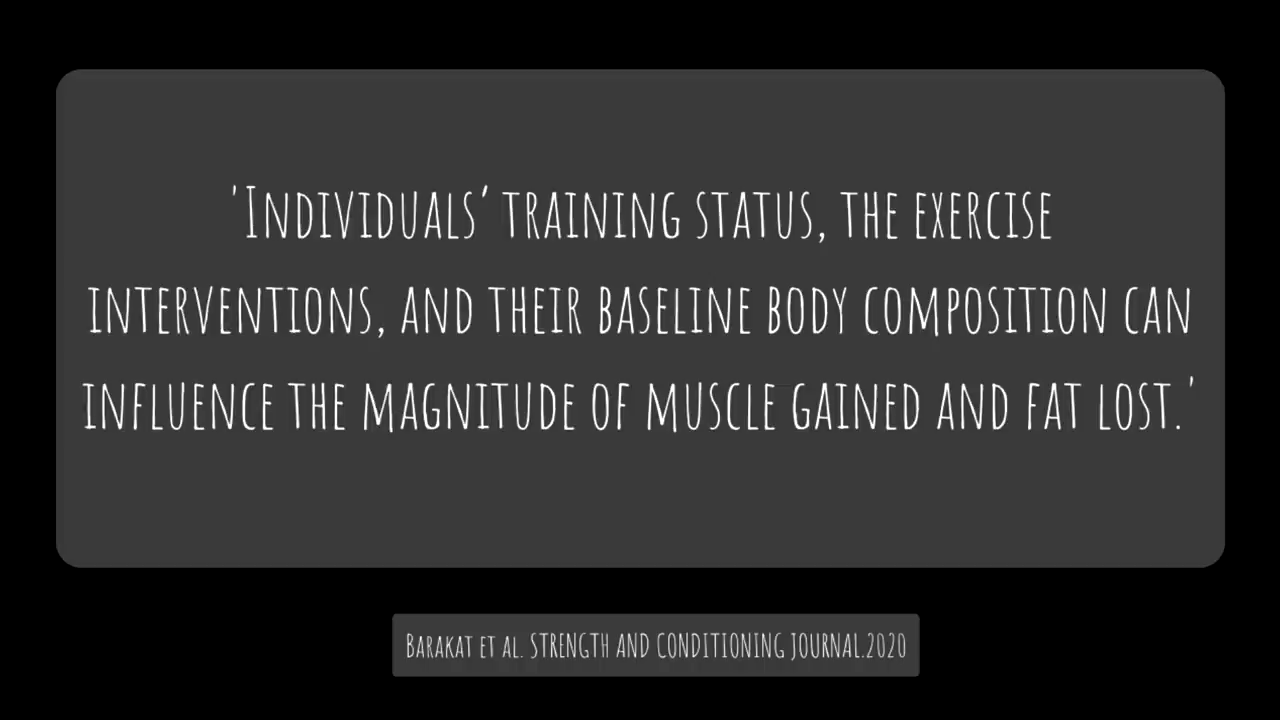 'Individuals’ training status, the exercise
interventions, and their baseline body composition can
influence the magnitude of muscle gained and fat lost.'
Barakat et al. STRENGTH AND CONDITIONING JOURNAL.2020